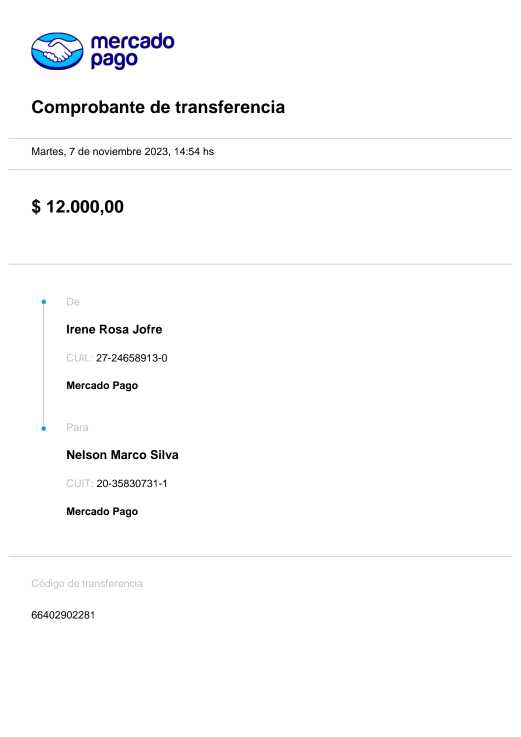 mercado
pago
Comprobante de transferencia
Martes, 7 de noviembre 2023, 14:54 hs
$ 12.000,00
De
Irene Rosa Jofre
CUIL: 27-24658913-0
Mercado Pago
Para
Nelson Marco Silva
CUIT: 20-35830731-1
Mercado Pago
Código de transferencia
66402902281